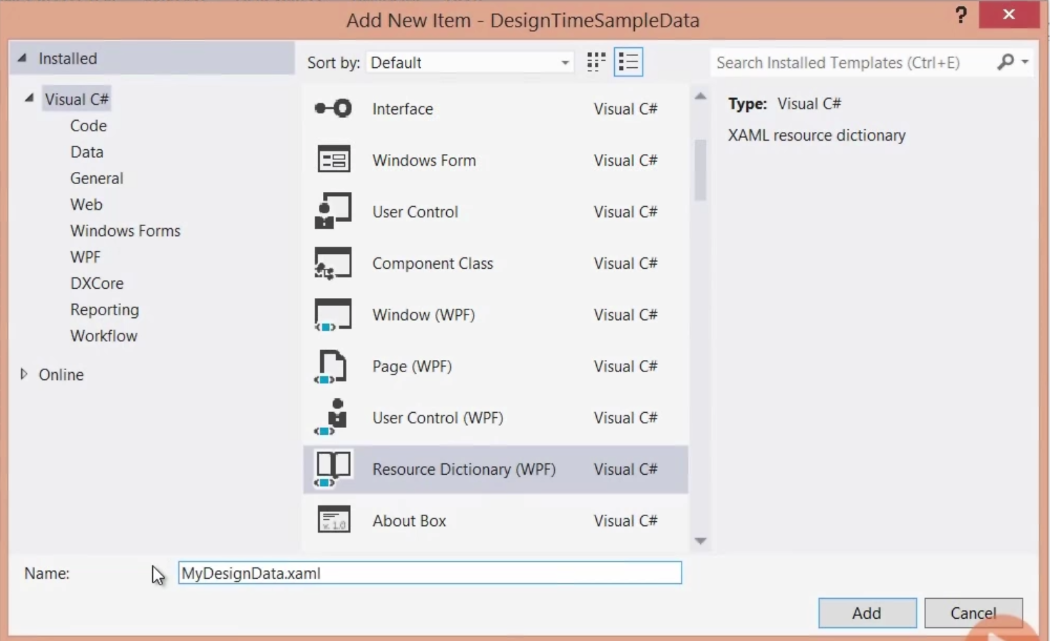 Add New Item - DesignTimeSampleData
?
Installed
Sort by: Default
Search Installed Templates (Ctrl+E)
Visual C#
Code
Data
General
Web
Windows Forms
WPF
DXCore
Reporting
Workflow
Online
Interface Visual C#
Windows Form Visual C#
User Control Visual C#
Component Class Visual C#
Window (WPF) Visual C#
Page (WPF) Visual C#
User Control (WPF) Visual C#
Resource Dictionary (WPF) Visual C#
v. 1.0
About Box Visual C#
Type: Visual C#
XAML resource dictionary
Name: MyDesignData.xaml
Add Cancel